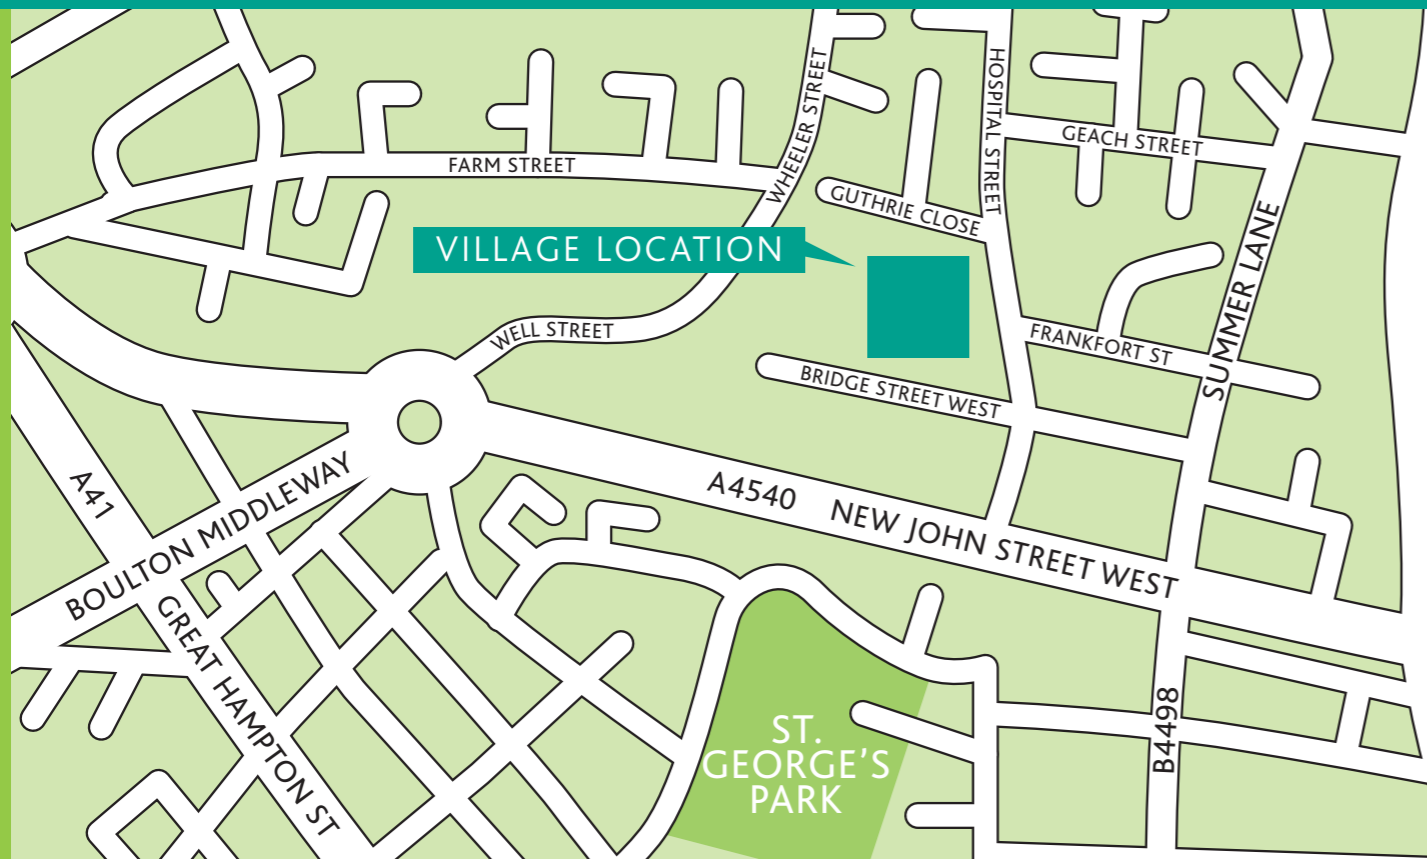 WHEELER STREET
HOSPITAL STREET
GEACH STREET
FARM STREET
GUTHRIE CLOSE
VILLAGE LOCATION
SUMMER LANE
WELL STREET
FRANKFORT ST
BRIDGE STREET WEST
A41
BOULTON MIDDLEWAY
A4540 NEW JOHN STREET WEST
GREAT HAMPTON ST
B4498
ST.
GEORGE'S
PARK